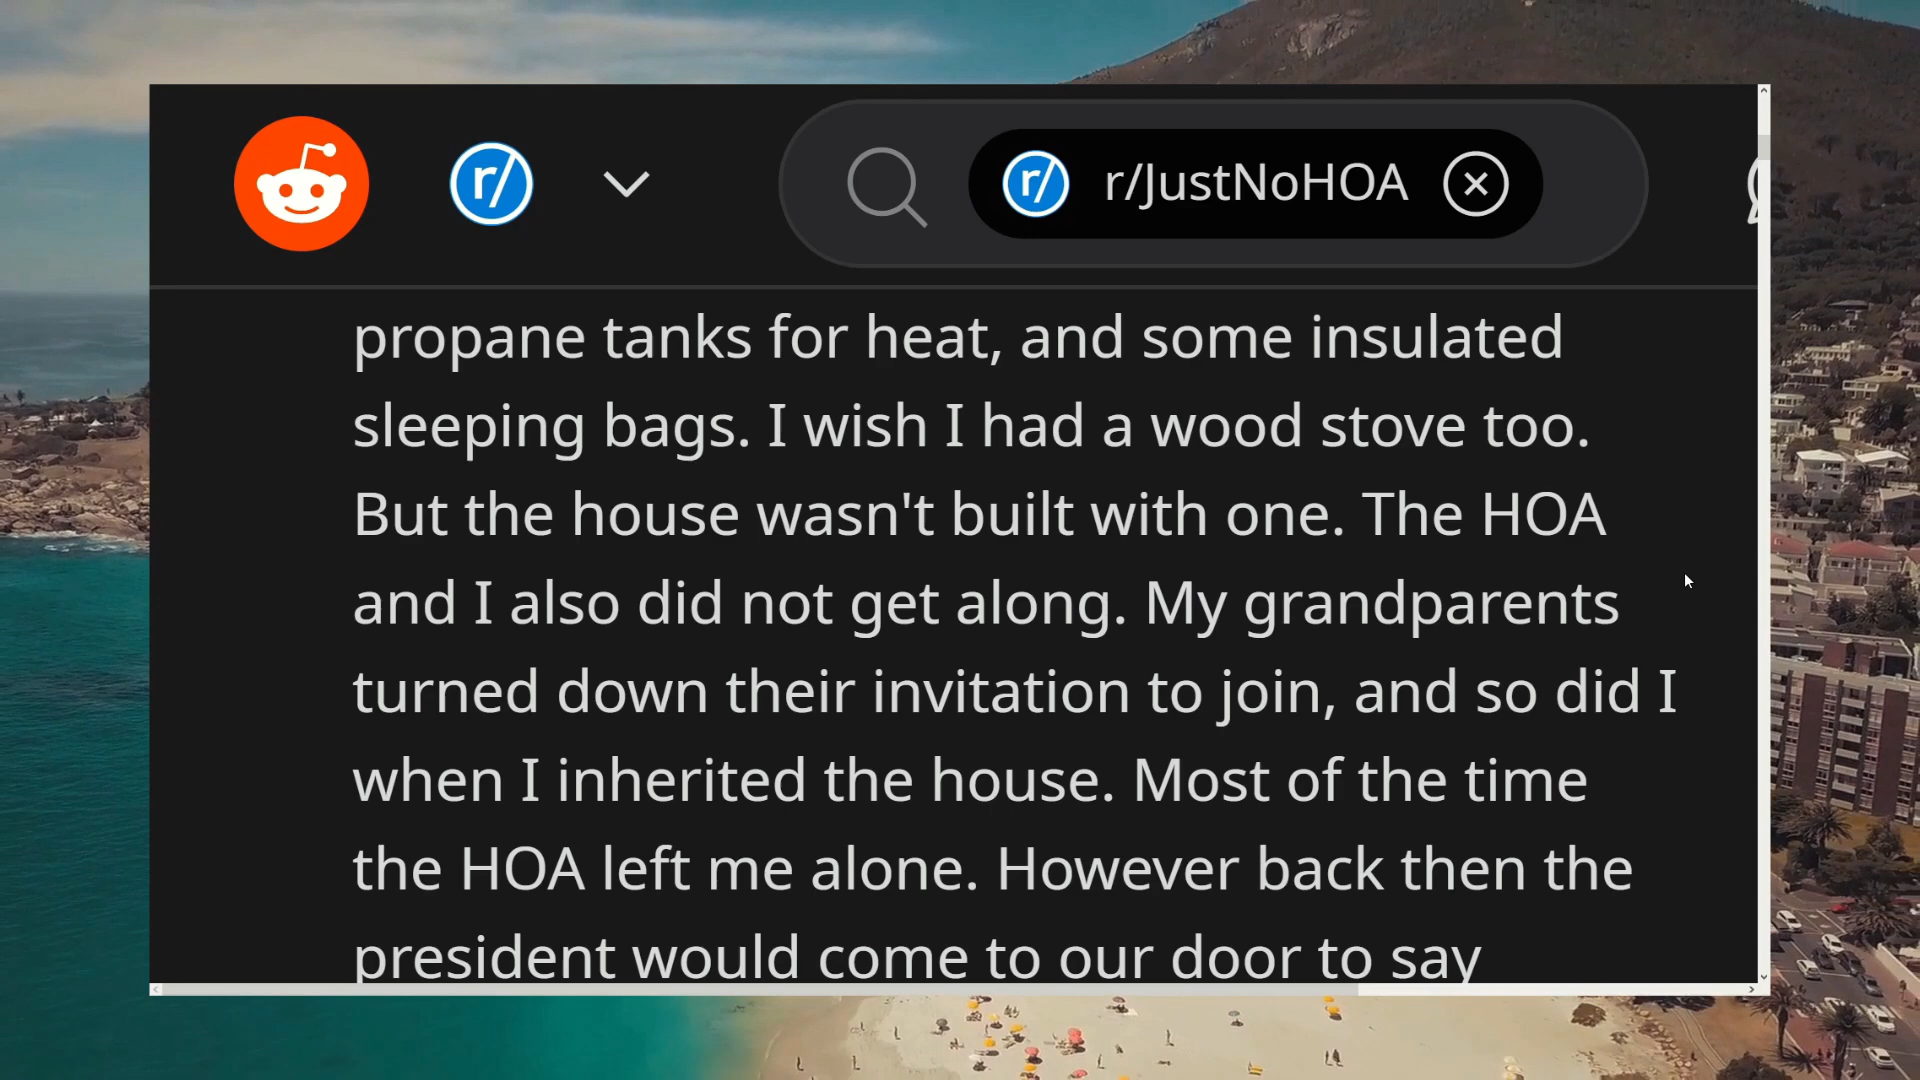 r/
r/ r/JustNoHOA
propane tanks for heat, and some insulated
sleeping bags. I wish I had a wood stove too.
But the house wasn't built with one. The HOA
and I also did not get along. My grandparents
turned down their invitation to join, and so did I
when I inherited the house. Most of the time
the HOA left me alone. However back then the
president would come to our door to say